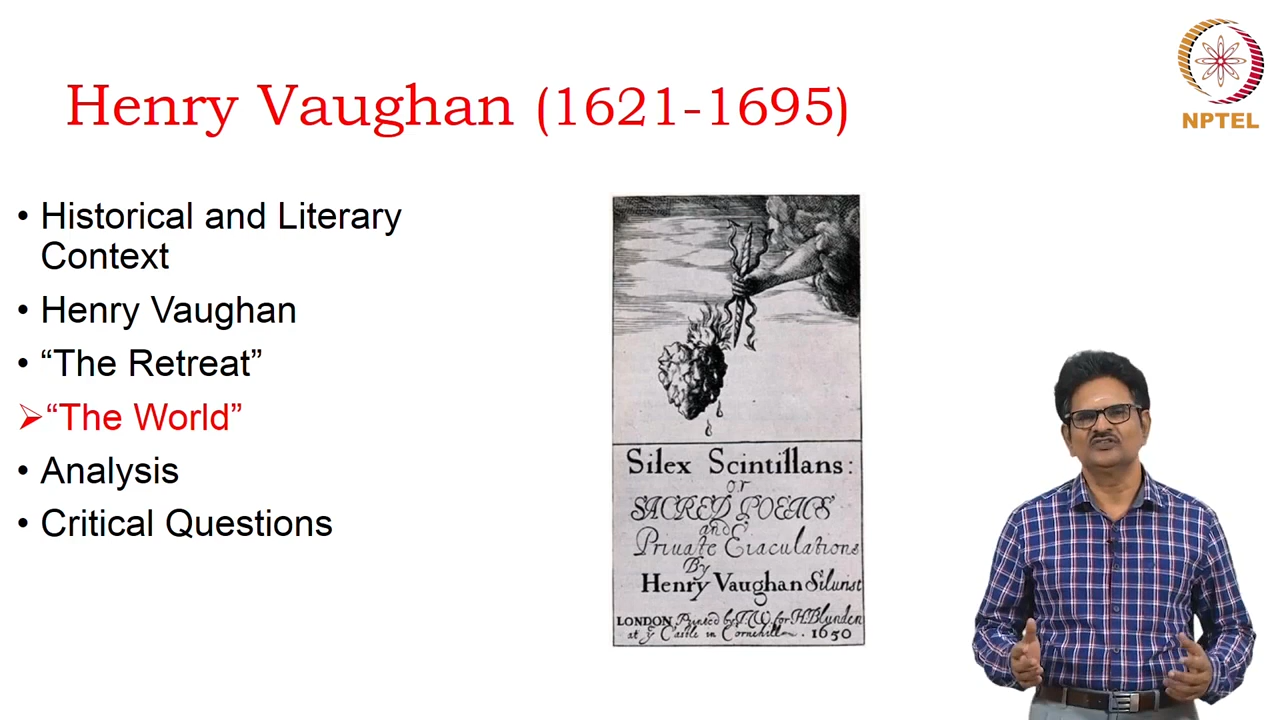 Henry Vaughan (1621-1695)
NPTEL
• Historical and Literary
Context
• Henry Vaughan
• “The Retreat”
➢“The World”
• Analysis
• Critical Questions
Silex Scintillans:
or
SACRED POEMS
and
Priuate Eiaculations
By
Henry Vaughan Silurist
LONDON Printed by T. W. for H. Blunden
at yͤ Castle in Cornehill. 1650